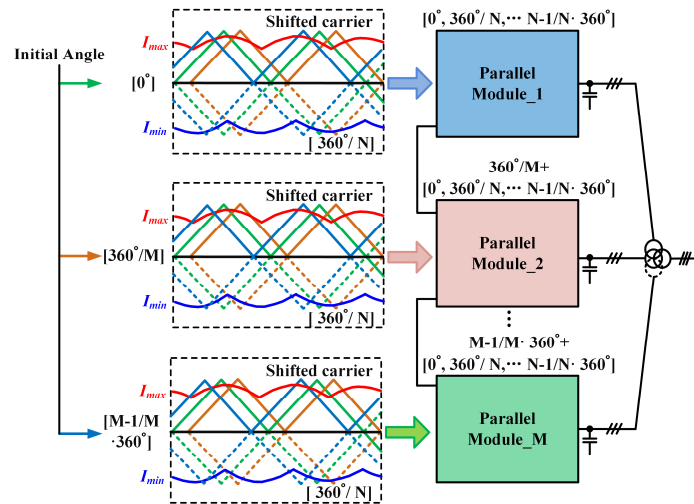 Initial Angle
[0°]
[360°/M]
[M-1/M
·360°]
Shifted carrier
Imax
Imin
[ 360°/ N]
Shifted carrier
Imax
Imin
[ 360°/ N]
Shifted carrier
Imax
Imin
[ 360°/ N]
[0°, 360°/ N,··· N-1/N· 360°]
Parallel
Module_1
360°/M+
[0°, 360°/ N,··· N-1/N· 360°]
Parallel
Module_2
M-1/M· 360°+
[0°, 360°/ N,··· N-1/N· 360°]
Parallel
Module_M